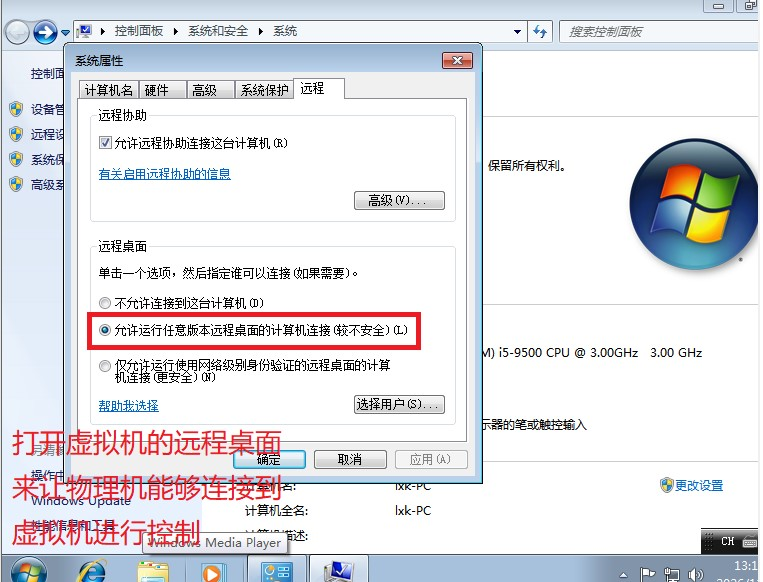 控制面板 ▸ 系统和安全 ▸ 系统
搜索控制面板
系统属性
控制面
设备管
远程设
系统保
高级系
计算机名 硬件 高级 系统保护 远程
远程协助
允许远程协助连接这台计算机(R)
有关启用远程协助的信息
高级(V)...
保留所有权利。
远程桌面
单击一个选项，然后指定谁可以连接(如果需要)。
不允许连接到这台计算机(D)
允许运行任意版本远程桌面的计算机连接(较不安全)(L)
仅允许运行使用网络级别身份验证的远程桌面的计算
机连接(更安全)(N)
帮助我选择
选择用户(S)...
M) i5-9500 CPU @ 3.00GHz 3.00 GHz
示器的笔或触控输入
确定 取消 应用(A)
打开虚拟机的远程桌面
来让物理机能够连接到
虚拟机进行控制
操作中
Windows Update
性能信息和工具
lxk-PC
计算机全名: lxk-PC
计算机描述:
更改设置
Windows Media Player
CH
13:1